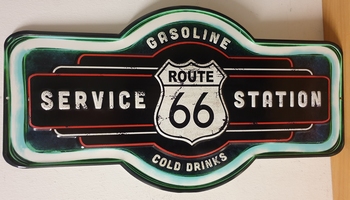 GASOLINE
ROUTE
SERVICE 66 STATION
COLD DRINKS